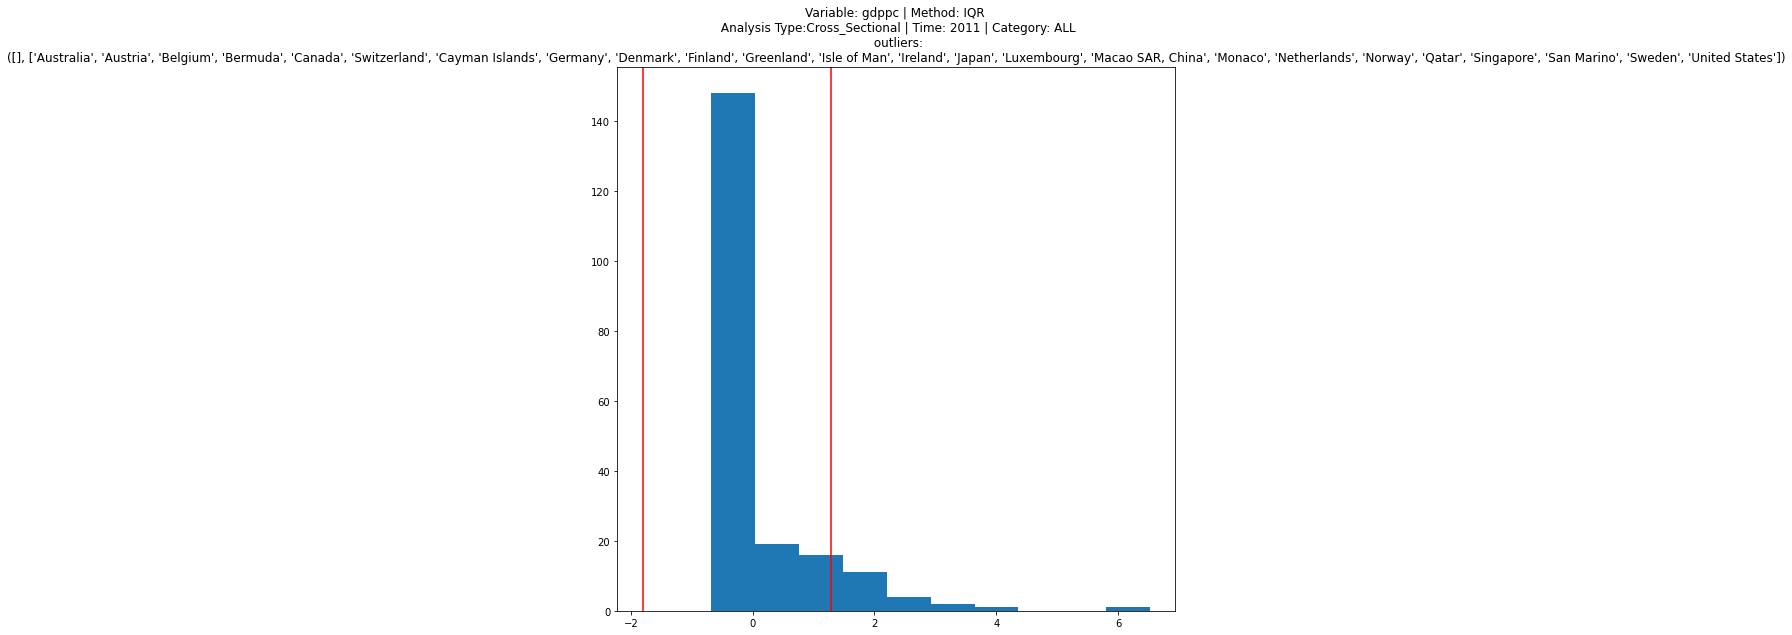 Variable: gdppc | Method: IQR
Analysis Type:Cross_Sectional | Time: 2011 | Category: ALL
outliers:
([], ['Australia', 'Austria', 'Belgium', 'Bermuda', 'Canada', 'Switzerland', 'Cayman Islands', 'Germany', 'Denmark', 'Finland', 'Greenland', 'Isle of Man', 'Ireland', 'Japan', 'Luxembourg', 'Macao SAR, China', 'Monaco', 'Netherlands', 'Norway', 'Qatar', 'Singapore', 'San Marino', 'Sweden', 'United States'])
140
120
100
80
60
40
20
0
−2 0 2 4 6